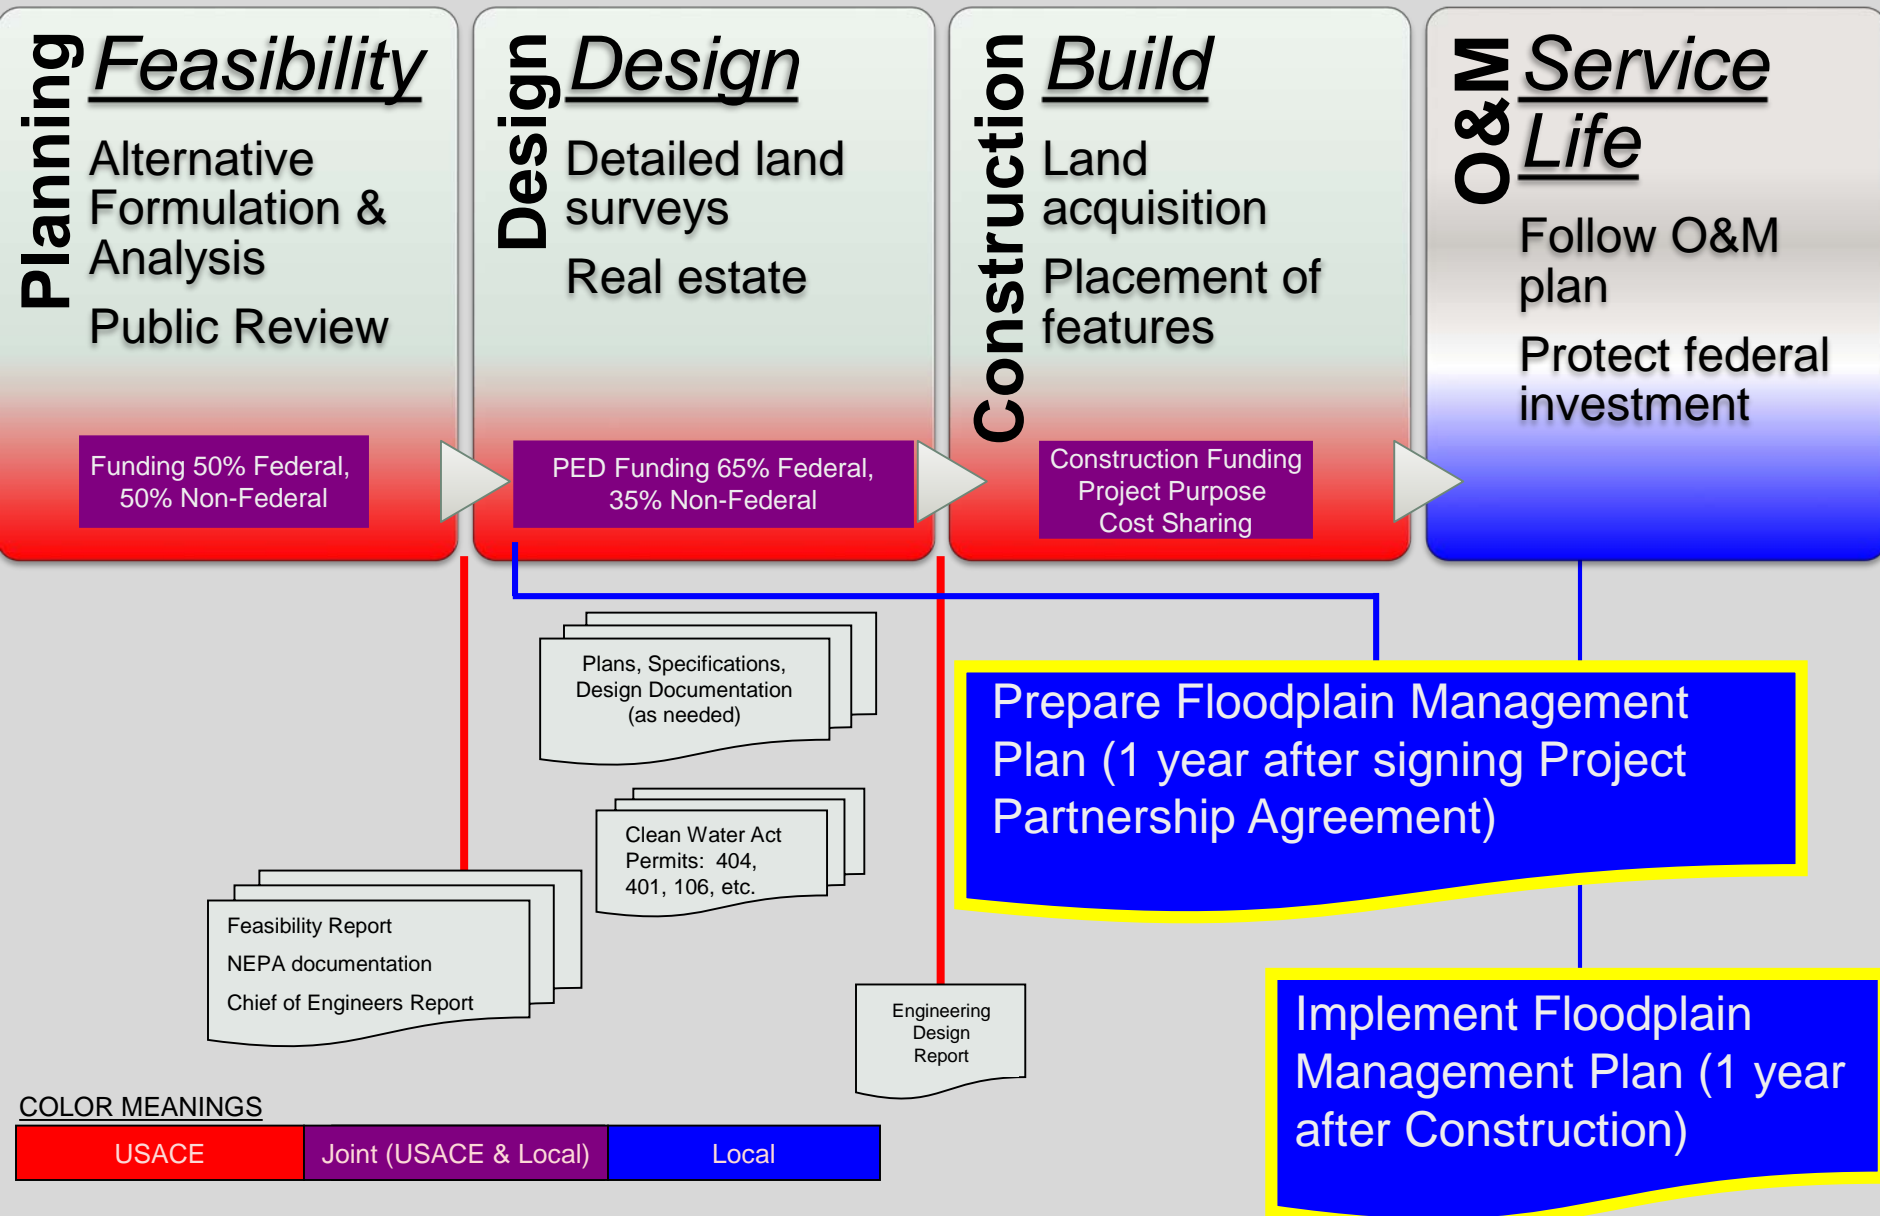 Planning
Feasibility
Alternative
Formulation &
Analysis
Public Review
Funding 50% Federal,
50% Non-Federal
Design
Design
Detailed land
surveys
Real estate
PED Funding 65% Federal,
35% Non-Federal
Construction
Build
Land
acquisition
Placement of
features
Construction Funding
Project Purpose
Cost Sharing
O&M
Service
Life
Follow O&M
plan
Protect federal
investment
Plans, Specifications,
Design Documentation
(as needed)
Clean Water Act
Permits: 404,
401, 106, etc.
Feasibility Report
NEPA documentation
Chief of Engineers Report
Engineering
Design
Report
Prepare Floodplain Management
Plan (1 year after signing Project
Partnership Agreement)
Implement Floodplain
Management Plan (1 year
after Construction)
COLOR MEANINGS
USACE
Joint (USACE & Local)
Local